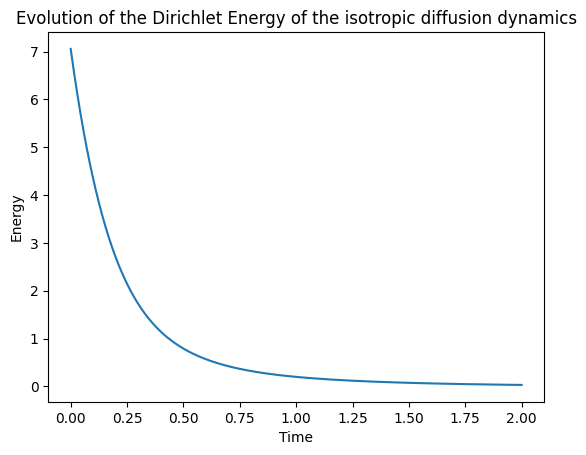 Evolution of the Dirichlet Energy of the isotropic diffusion dynamics
7
6
5
4
3
2
1
0
Energy
0.00 0.25 0.50 0.75 1.00 1.25 1.50 1.75 2.00
Time